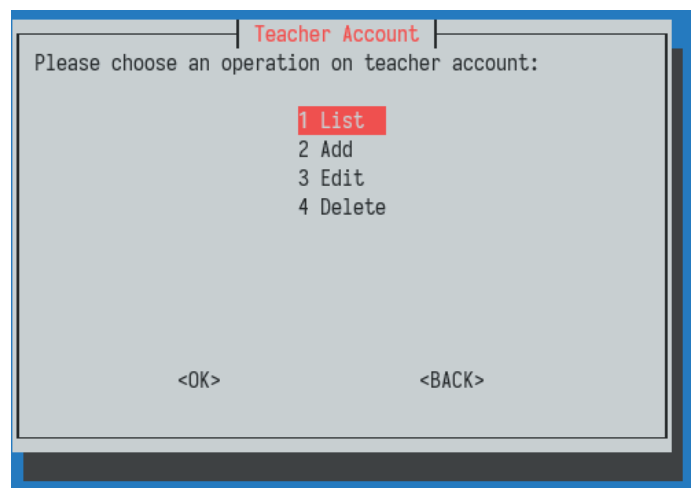 Teacher Account
Please choose an operation on teacher account:
1 List
2 Add
3 Edit
4 Delete
<OK> <BACK>